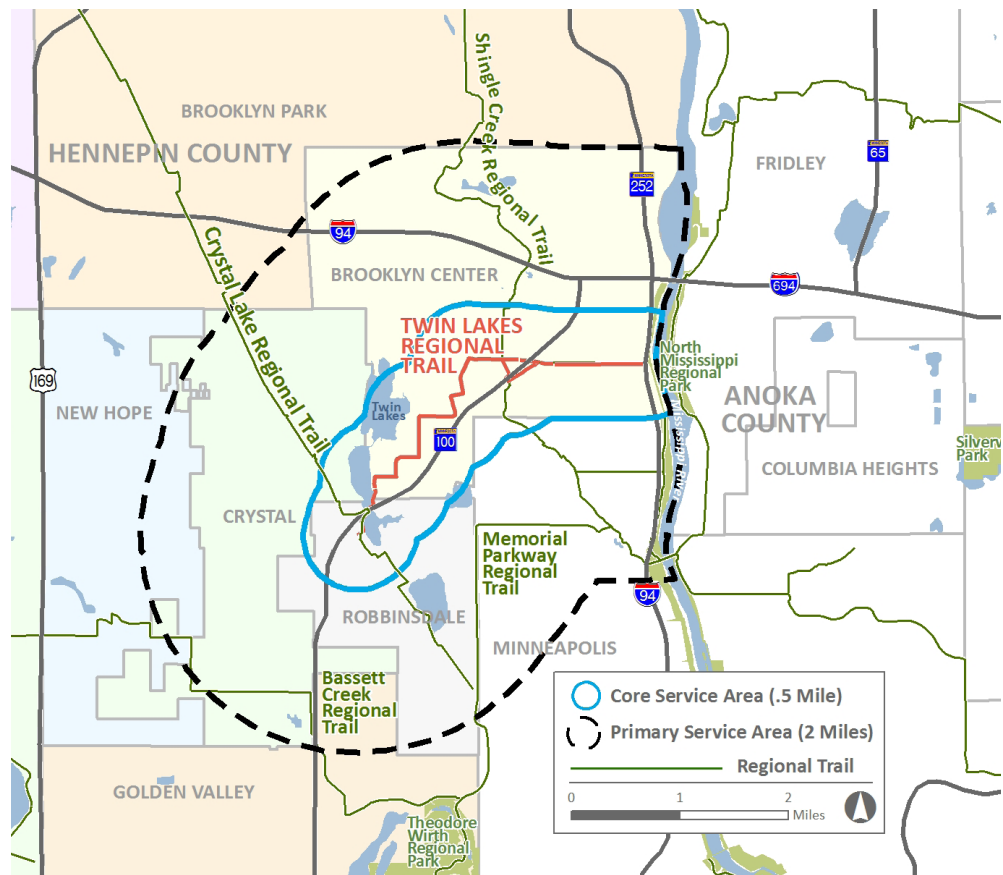 BROOKLYN PARK
HENNEPIN COUNTY
Shingle Creek Regional Trail
252
65
FRIDLEY
94
Crystal Lake Regional Trail
BROOKLYN CENTER
694
TWIN LAKES
REGIONAL
TRAIL
North
Mississippi
Regional
Park
169
NEW HOPE
Twin
Lakes
ANOKA
COUNTY
100
Mississippi River
Silverw
Park
COLUMBIA HEIGHTS
CRYSTAL
Memorial
Parkway
Regional
Trail
94
ROBBINSDALE
MINNEAPOLIS
Bassett
Creek
Regional
Trail
Core Service Area (.5 Mile)
Primary Service Area (2 Miles)
Regional Trail
0 1 2
Miles
GOLDEN VALLEY
Theodore
Wirth
Regional
Park